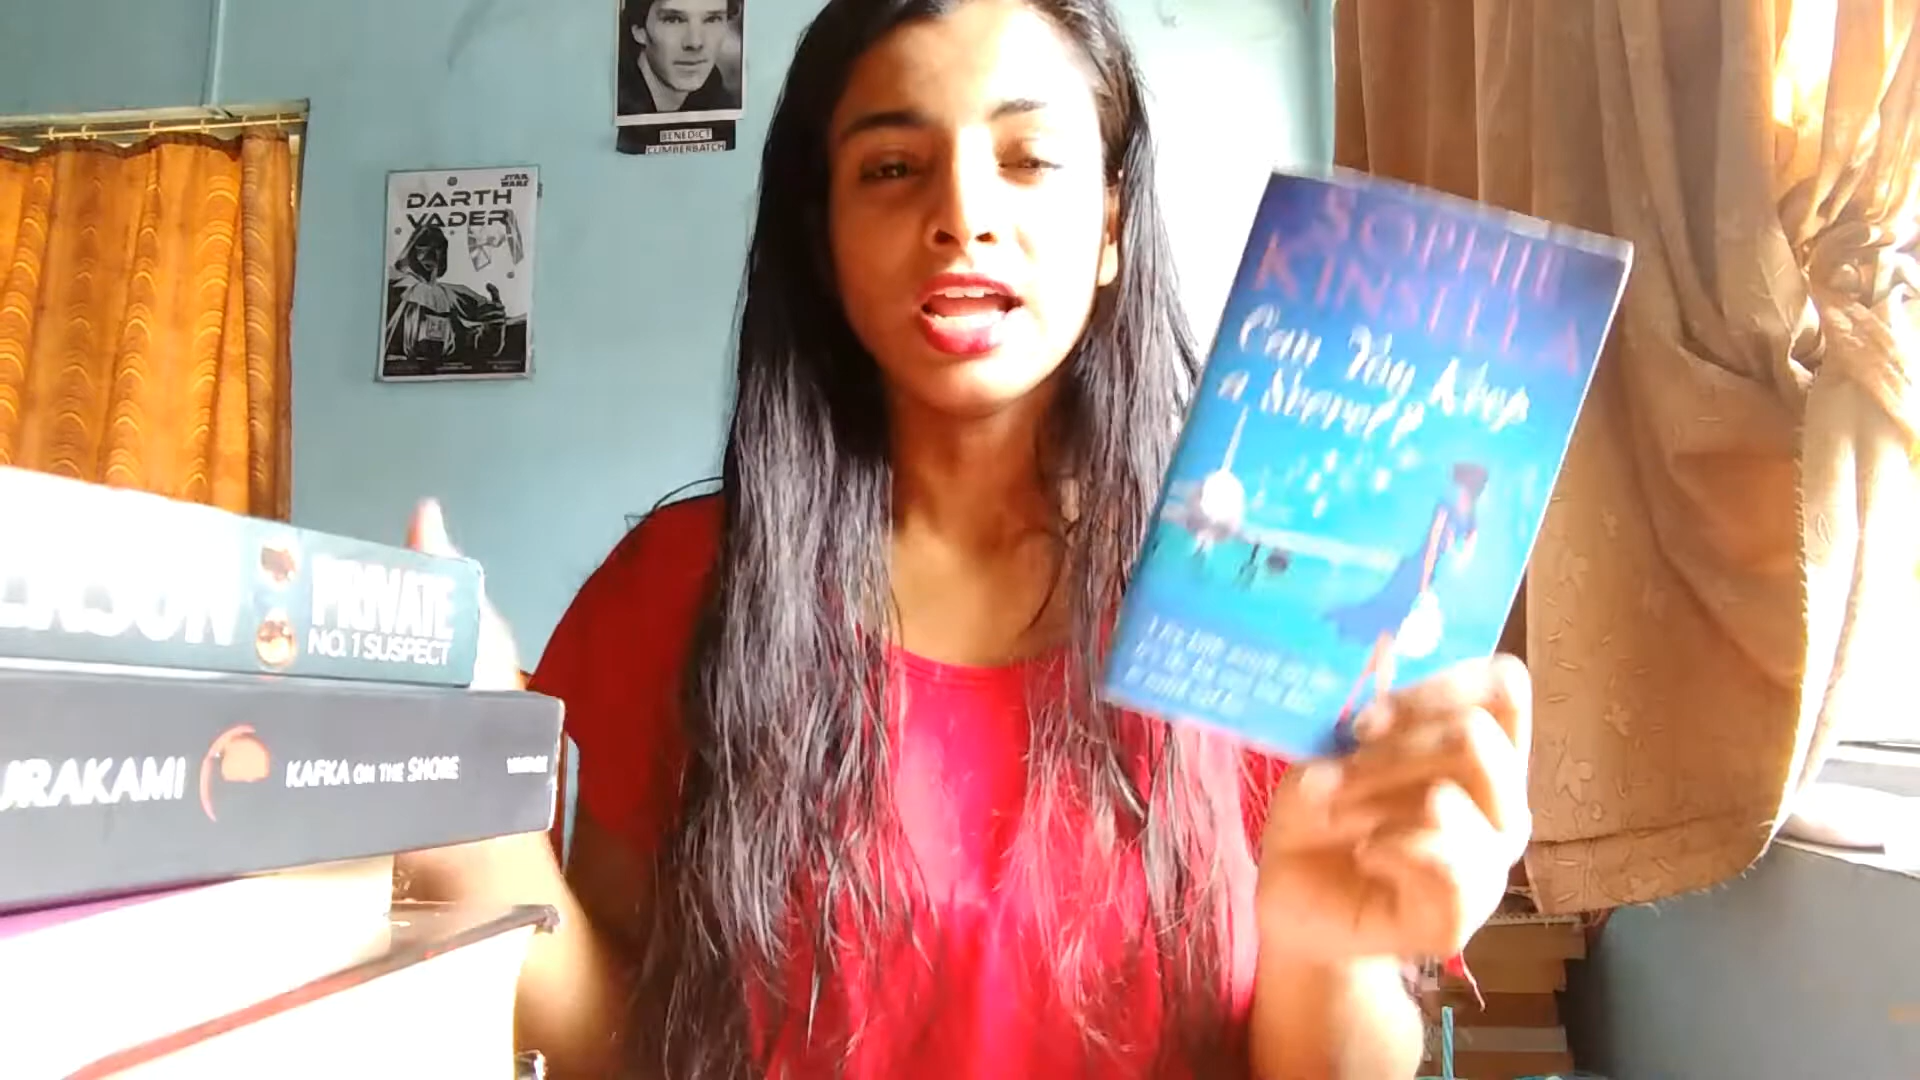 BENEDICT
CUMBERBATCH
STAR
WARS
DARTH
VADER
SOPHIE
KINSELLA
Can You Keep
a Secret?
PRIVATE
NO. 1 SUSPECT
URAKAMI KAFKA ON THE SHORE